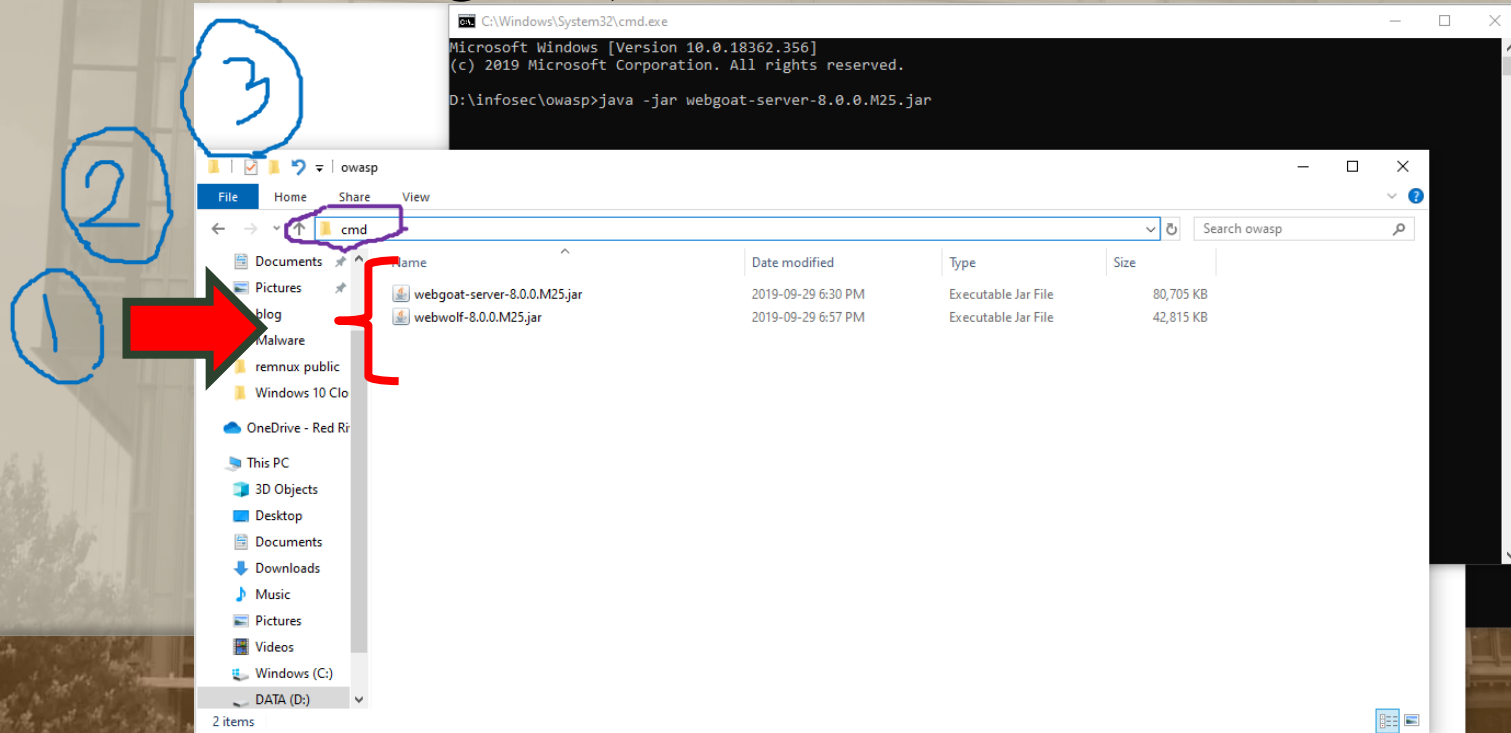 C:\Windows\System32\cmd.exe
Microsoft Windows [Version 10.0.18362.356]
(c) 2019 Microsoft Corporation. All rights reserved.
D:\infosec\owasp>java -jar webgoat-server-8.0.0.M25.jar
3
2
1
owasp
File Home Share View
cmd
Search owasp
Name Date modified Type Size
webgoat-server-8.0.0.M25.jar 2019-09-29 6:30 PM Executable Jar File 80,705 KB
webwolf-8.0.0.M25.jar 2019-09-29 6:57 PM Executable Jar File 42,815 KB
Documents
Pictures
blog
Malware
remnux public
Windows 10 Clo
OneDrive - Red Ri
This PC
3D Objects
Desktop
Documents
Downloads
Music
Pictures
Videos
Windows (C:)
DATA (D:)
2 items